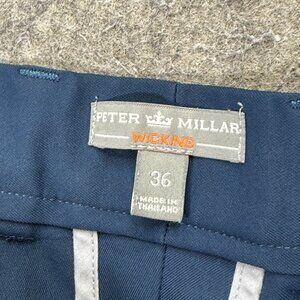 PETER MILLAR
WICKING
36
MADE IN
THAILAND